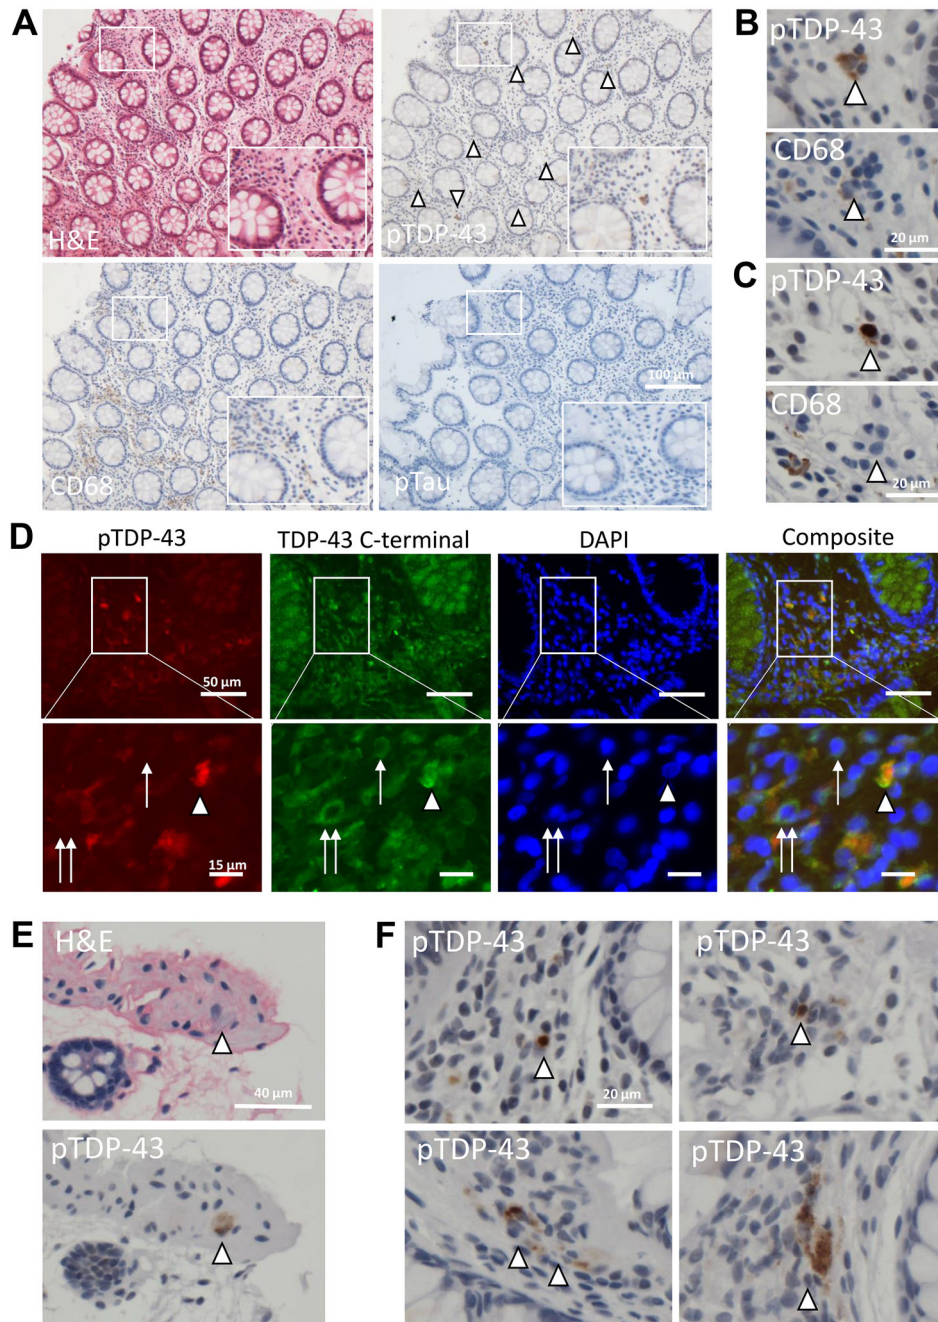 A
H&E
pTDP-43
CD68
pTau
100 µm
B
pTDP-43
CD68
20 µm
C
pTDP-43
CD68
20 µm
D
pTDP-43
TDP-43 C-terminal
DAPI
Composite
50 µm
15 µm
E
H&E
40 µm
pTDP-43
F
pTDP-43
pTDP-43
20 µm
pTDP-43
pTDP-43